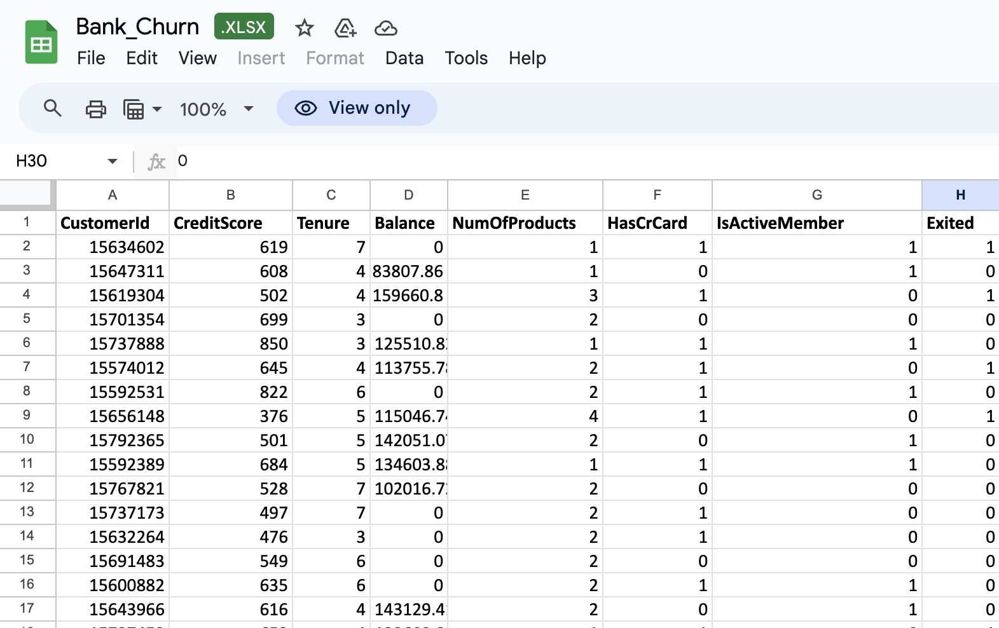 Bank_Churn .XLSX
File Edit View Insert Format Data Tools Help
100% View only
H30 fx 0
A B C D E F G H
1 CustomerId CreditScore Tenure Balance NumOfProducts HasCrCard IsActiveMember Exited
2 15634602 619 7 0 1 1 1 1
3 15647311 608 4 83807.86 1 0 1 0
4 15619304 502 4 159660.8 3 1 0 1
5 15701354 699 3 0 2 0 0 0
6 15737888 850 3 125510.8 1 1 1 0
7 15574012 645 4 113755.7 2 1 0 1
8 15592531 822 6 0 2 1 1 0
9 15656148 376 5 115046.7 4 1 0 1
10 15792365 501 5 142051.0 2 0 1 0
11 15592389 684 5 134603.8 1 1 1 0
12 15767821 528 7 102016.7 2 0 0 0
13 15737173 497 7 0 2 1 0 0
14 15632264 476 3 0 2 1 0 0
15 15691483 549 6 0 2 0 0 0
16 15600882 635 6 0 2 1 1 0
17 15643966 616 4 143129.4 2 0 1 0